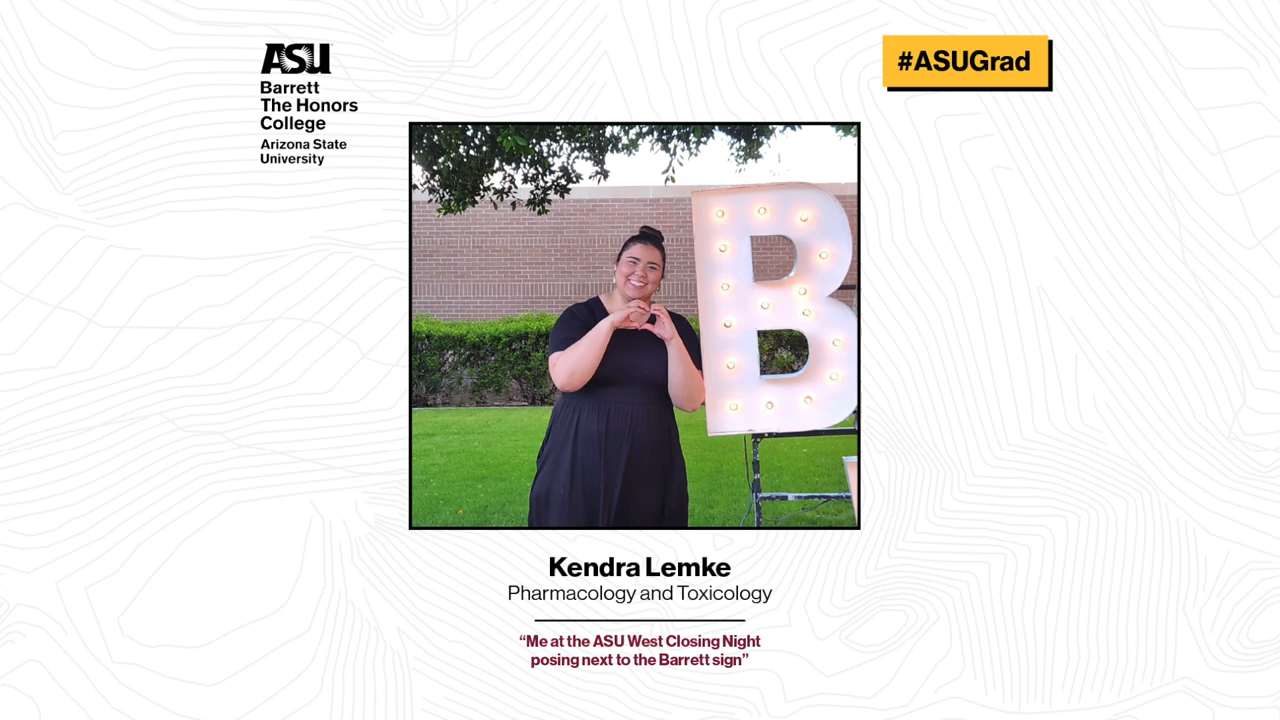 ASU
Barrett
The Honors
College
Arizona State
University
#ASUGrad
B
Kendra Lemke
Pharmacology and Toxicology
“Me at the ASU West Closing Night
posing next to the Barrett sign”